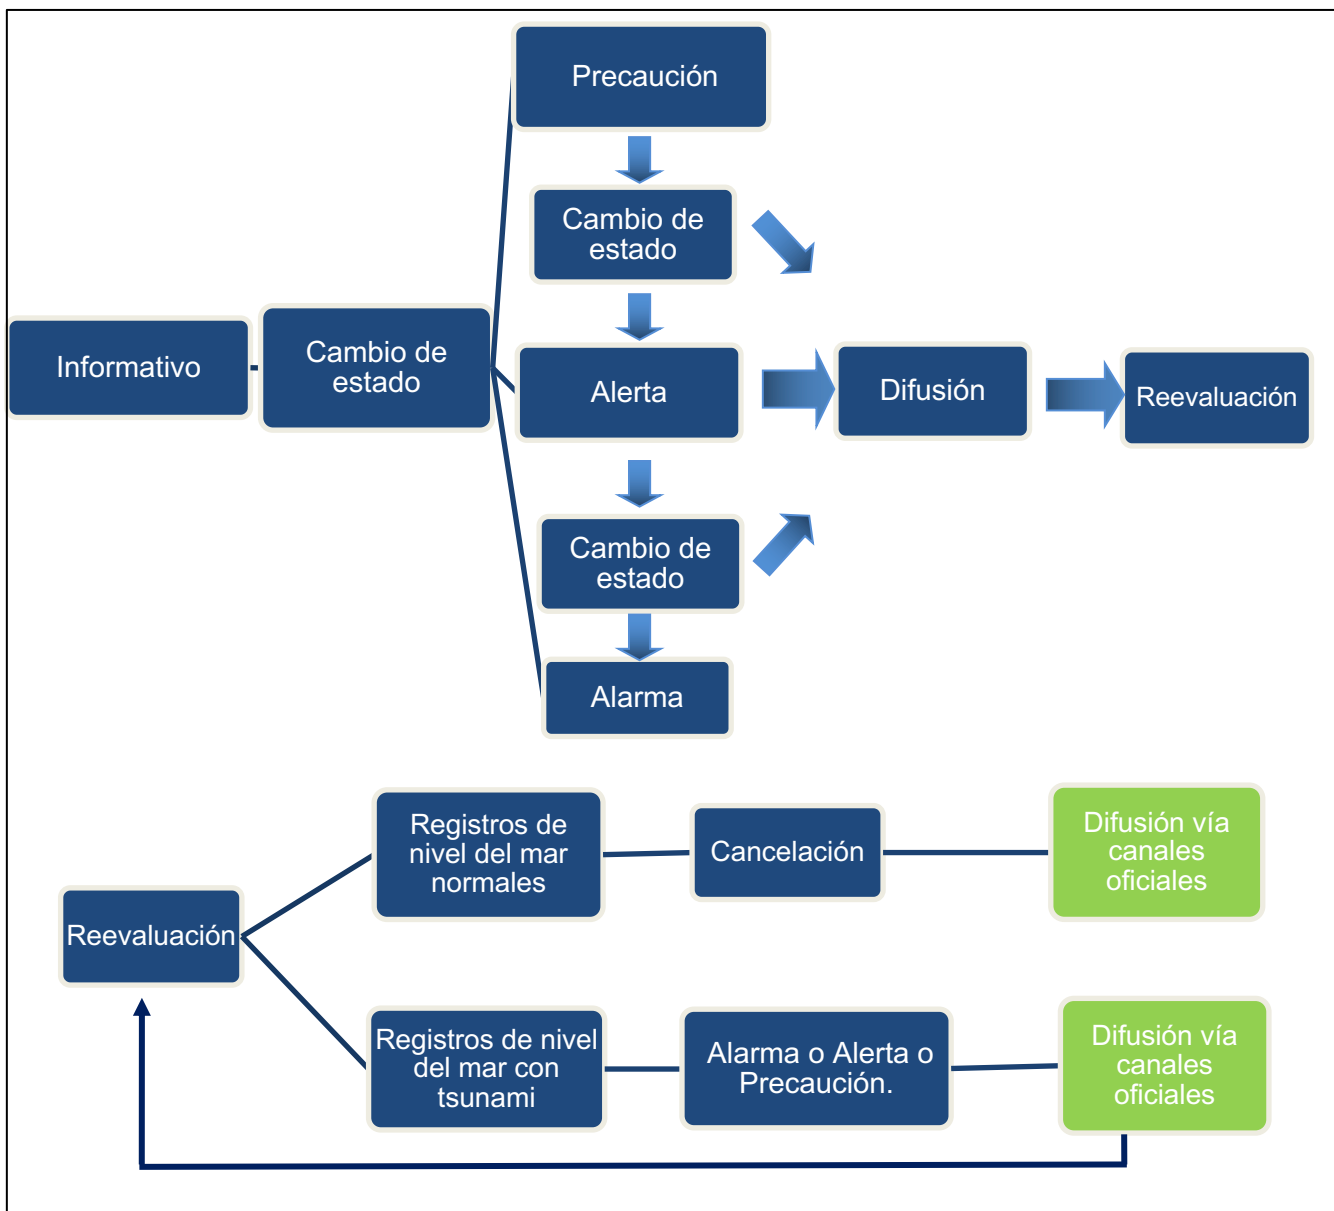 Precaución
Cambio de
estado
Informativo
Cambio de
estado
Alerta
Difusión
Reevaluación
Cambio de
estado
Alarma
Registros de
nivel del mar
normales
Cancelación
Difusión vía
canales
oficiales
Reevaluación
Registros de nivel
del mar con
tsunami
Alarma o Alerta o
Precaución.
Difusión vía
canales
oficiales